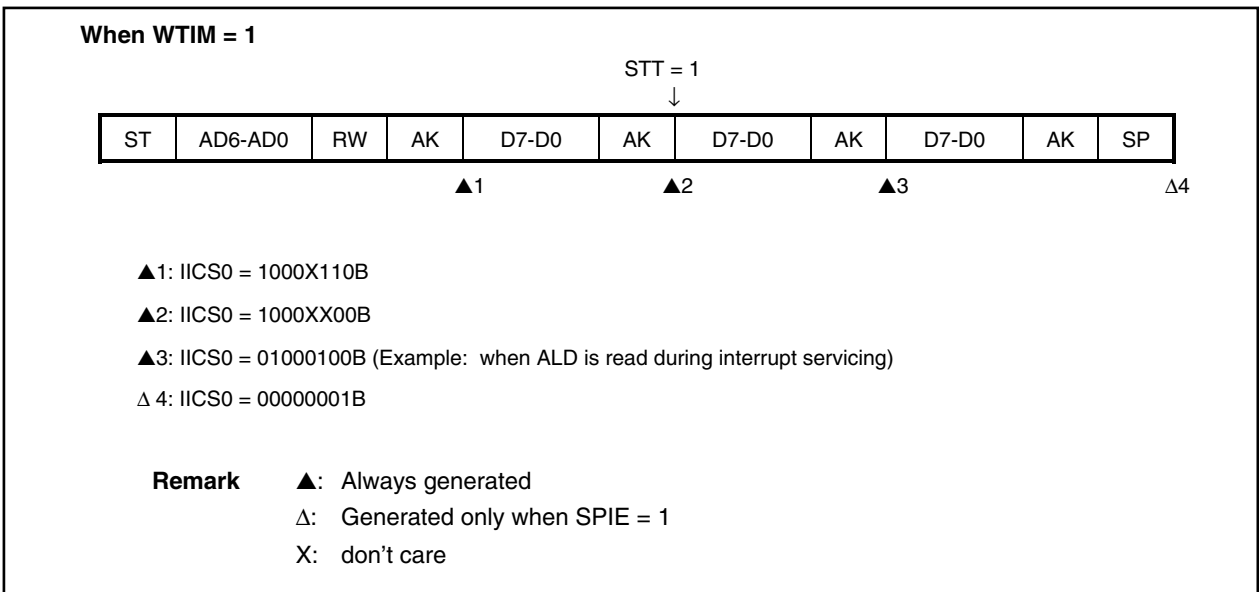 When WTIM = 1
STT = 1
↓
ST AD6-AD0 RW AK D7-D0 AK D7-D0 AK D7-D0 AK SP
▲1 ▲2 ▲3 Δ4
▲1: IICS0 = 1000X110B
▲2: IICS0 = 1000XX00B
▲3: IICS0 = 01000100B (Example: when ALD is read during interrupt servicing)
Δ 4: IICS0 = 00000001B
Remark ▲: Always generated
Δ: Generated only when SPIE = 1
X: don't care